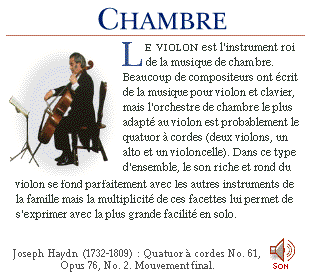 CHAMBRE
LE VIOLON est l'instrument roi
de la musique de chambre.
Beaucoup de compositeurs ont écrit
de la musique pour violon et clavier,
mais l'orchestre de chambre le plus
adapté au violon est probablement le
quatuor à cordes (deux violons, un
alto et un violoncelle). Dans ce type
d'ensemble, le son riche et rond du
violon se fond parfaitement avec les autres instruments de
la famille mais la multiplicité de ces facettes lui permet de
s'exprimer avec la plus grande facilité en solo.
Joseph Haydn (1732-1809) : Quatuor à cordes No. 61,
Opus 76, No. 2. Mouvement final.
SON